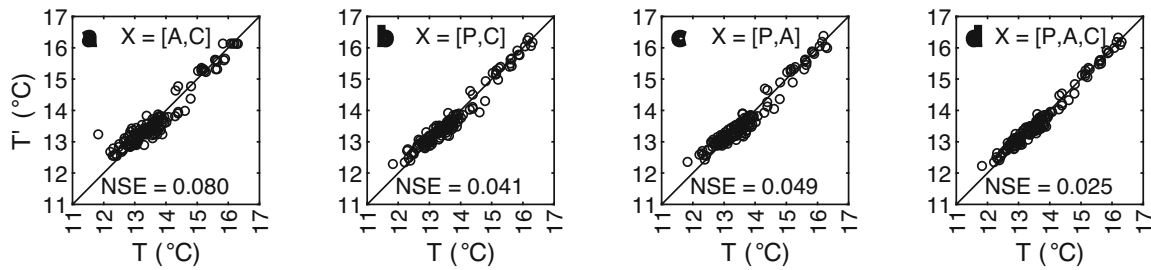 a X = [A,C]
17
16
15
14
13
12
11
T' (°C)
NSE = 0.080
11 12 13 14 15 16 17
T (°C)
b X = [P,C]
17
16
15
14
13
12
11
NSE = 0.041
11 12 13 14 15 16 17
T (°C)
c X = [P,A]
17
16
15
14
13
12
11
NSE = 0.049
11 12 13 14 15 16 17
T (°C)
d X = [P,A,C]
17
16
15
14
13
12
11
NSE = 0.025
11 12 13 14 15 16 17
T (°C)